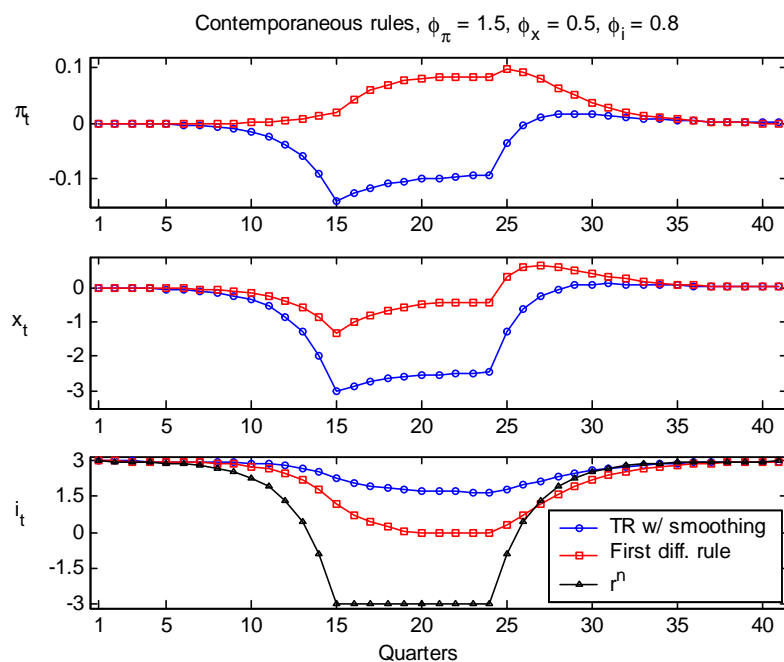 Contemporaneous rules, ϕπ = 1.5, ϕx = 0.5, ϕi = 0.8
0.1
0
-0.1
πt
1 5 10 15 20 25 30 35 40
0
-1
-2
-3
xt
1 5 10 15 20 25 30 35 40
3
1.5
0
-1.5
-3
it
TR w/ smoothing
First diff. rule
r^n
1 5 10 15 20 25 30 35 40
Quarters